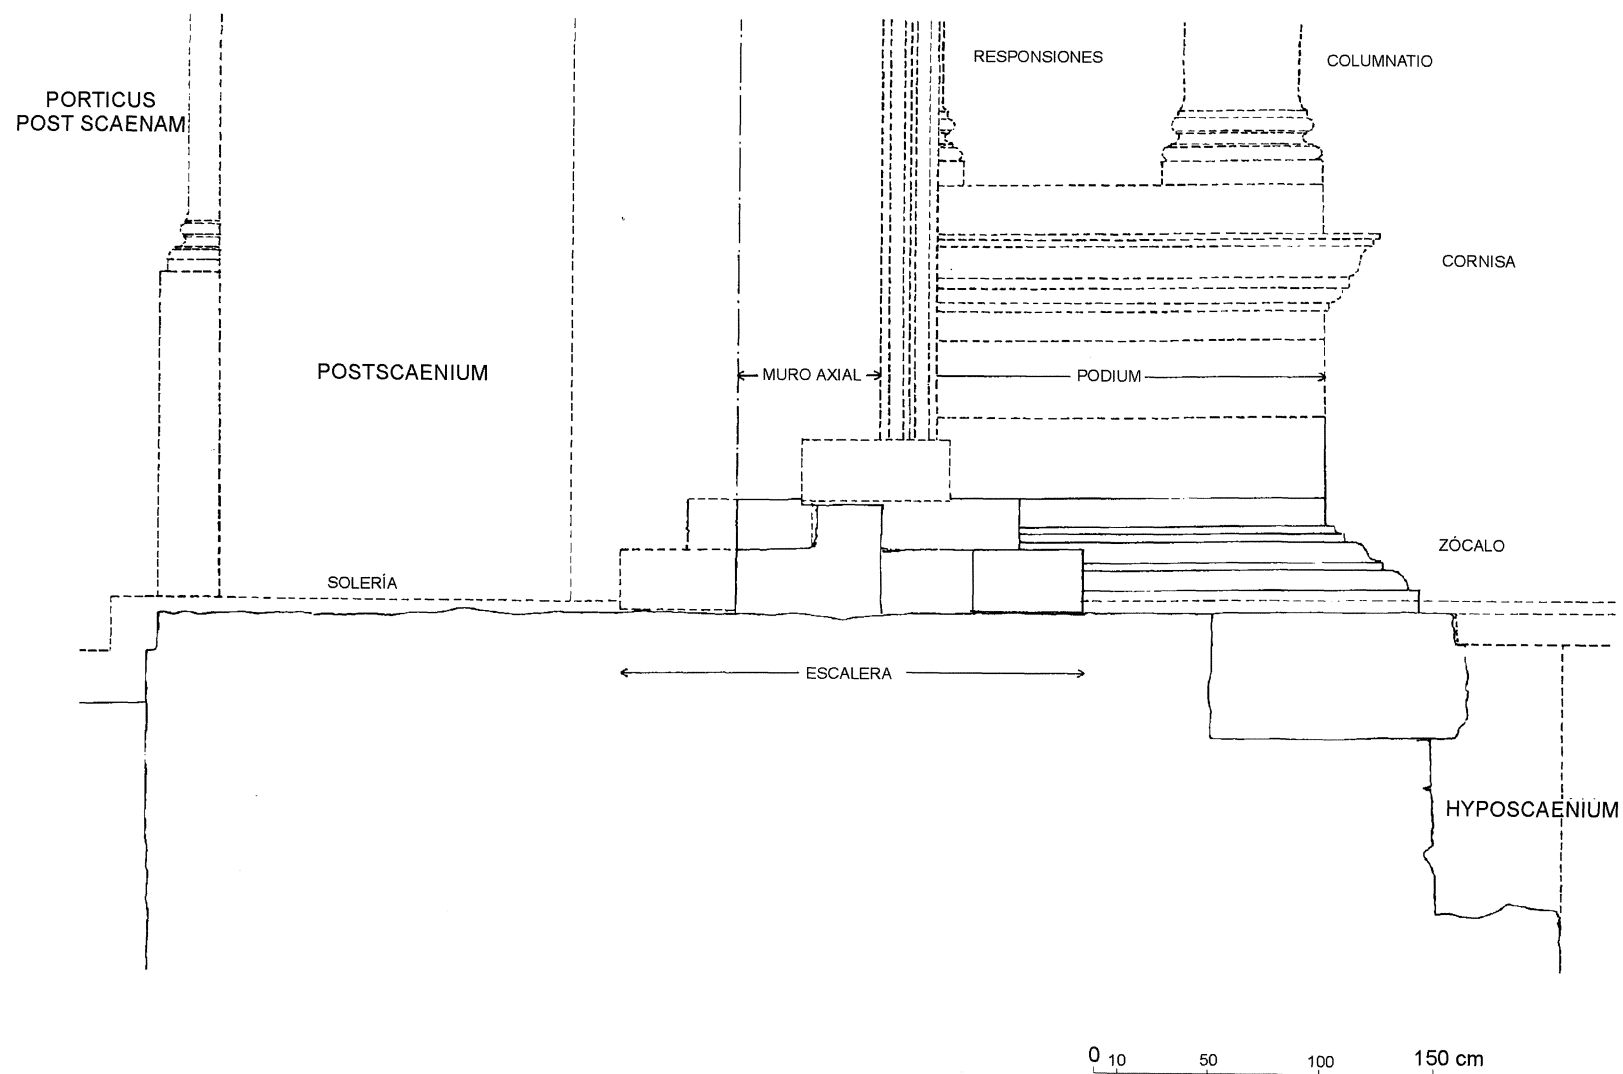 RESPONSIONES
COLUMNATIO
PORTICUS
POST SCAENAM
CORNISA
POSTSCAENIUM
MURO AXIAL
PODIUM
ZÓCALO
SOLERÍA
ESCALERA
HYPOSCAENIUM
0 10 50 100 150 cm